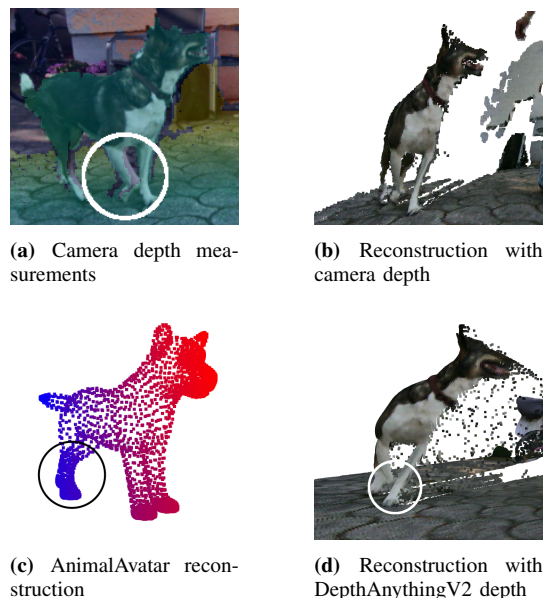 (a) Camera depth mea-
surements
(b) Reconstruction with
camera depth
(c) AnimalAvatar recon-
struction
(d) Reconstruction with
DepthAnythingV2 depth